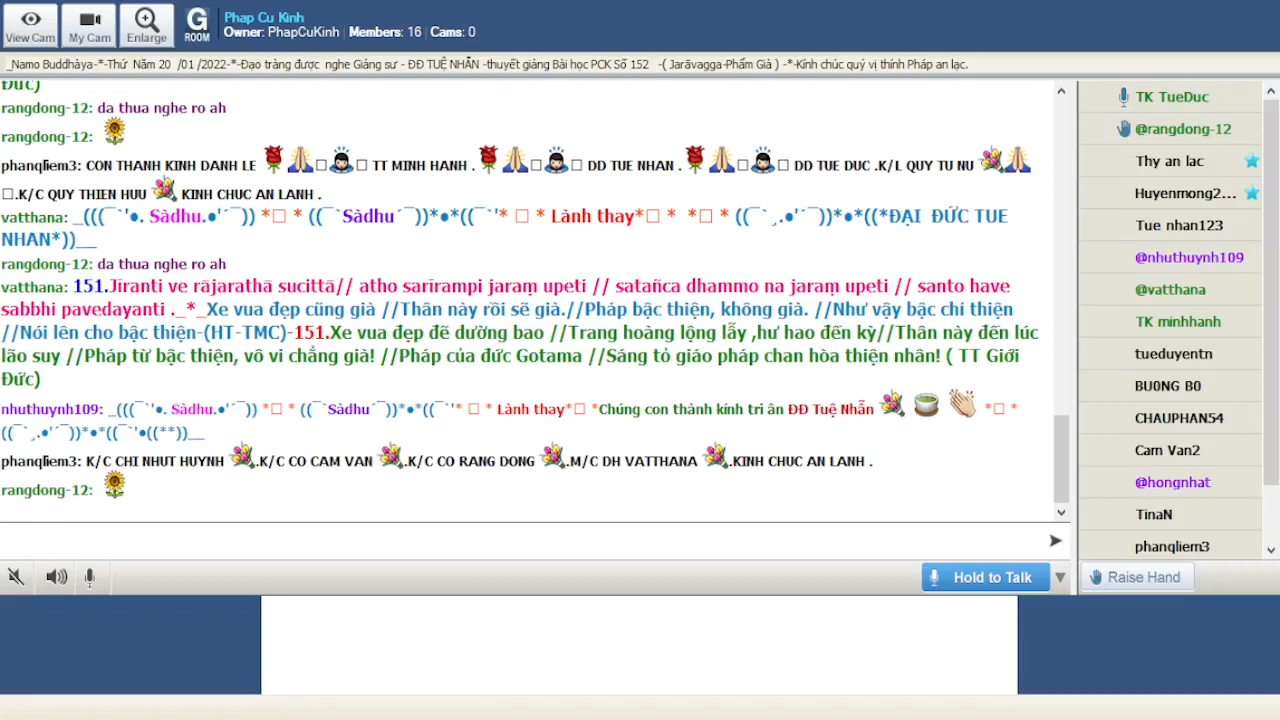 View Cam
My Cam
Enlarge
G
ROOM
Phap Cu Kinh
Owner: PhapCuKinh | Members: 16 | Cams: 0
_Namo Buddhàya-*-Thứ Năm 20 /01 /2022-*-Đạo tràng được nghe Giảng sư - ĐĐ TUỆ NHẪN -thuyết giảng Bài học PCK Số 152 -( Jarāvagga-Phẩm Già ) -*-Kính chúc quý vị thính Pháp an lạc.
Đức)
rangdong-12: da thua nghe ro ah
rangdong-12:
phanqliem3: CON THANH KINH DANH LE TT MINH HANH . DD TUE NHAN . DD TUE DUC .K/L QUY TU NU
.K/C QUY THIEN HUU KINH CHUC AN LANH .
vatthana: _(((¯`'●. Sàdhu.●'´¯)) *□ * ((¯`Sàdhu´¯))*●*((¯`'* □ * Lành thay*□ * *□ * ((¯`¸.●'´¯))*●*((*ĐẠI ĐỨC TUE
NHAN*))__
rangdong-12: da thua nghe ro ah
vatthana: 151.Jīranti ve rājarathā sucittā// atho sarīrampi jaraṃ upeti // satañca dhammo na jaraṃ upeti // santo have
sabbhi pavedayanti ._*_Xe vua đẹp cũng già //Thân này rồi sẽ già.//Pháp bậc thiện, không già. //Như vậy bậc chí thiện
//Nói lên cho bậc thiện-(HT-TMC)-151.Xe vua đẹp đẽ dường bao //Trang hoàng lộng lẫy ,hư hao đến kỳ//Thân này đến lúc
lão suy //Pháp từ bậc thiện, vô vi chẳng già! //Pháp của đức Gotama //Sáng tỏ giáo pháp chan hòa thiện nhân! ( TT Giới
Đức)
nhuthuynh109: _(((¯`'●. Sàdhu.●'´¯)) *□ * ((¯`Sàdhu´¯))*●*((¯`'* □ * Lành thay*□ *Chúng con thành kính tri ân ĐĐ Tuệ Nhẫn *□ *
((¯`¸.●'´¯))*●*((¯`'●((**))__
phanqliem3: K/C CHI NHUT HUYNH .K/C CO CAM VAN .K/C CO RANG DONG .M/C DH VATTHANA .KINH CHUC AN LANH .
rangdong-12:
Hold to Talk
TK TueDuc
@rangdong-12
Thy an lac
Huyenmong2...
Tue nhan123
@nhuthuynh109
@vatthana
TK minhhanh
tueduyentn
BU0NG B0
CHAUPHAN54
Cam Van2
@hongnhat
TinaN
phanqliem3
Raise Hand